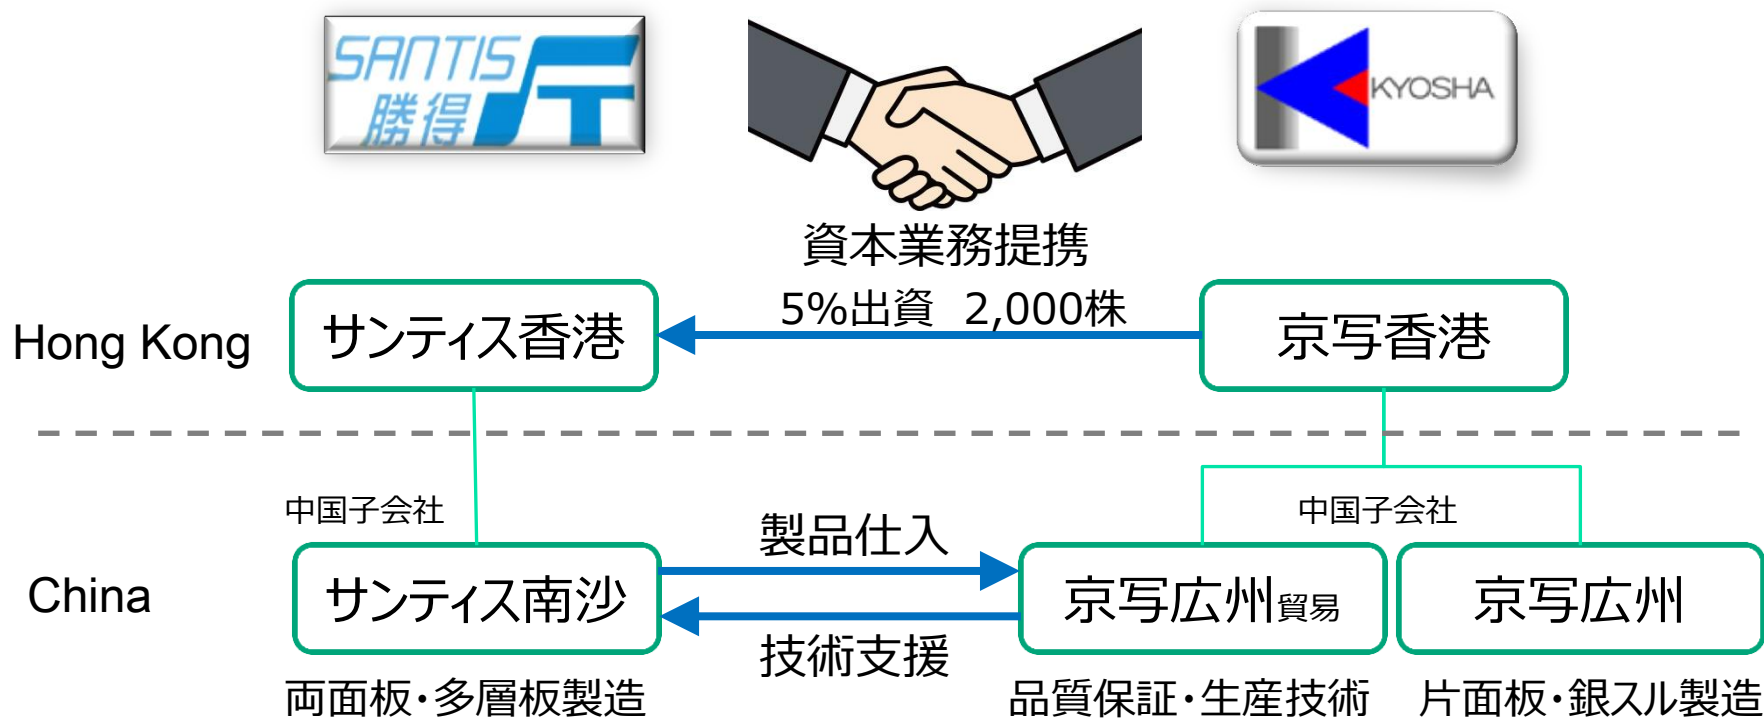 SANTIS
勝得
KYOSHA
資本業務提携
5%出資 2,000株
Hong Kong
サンティス香港
京写香港
中国子会社
中国子会社
製品仕入
China
サンティス南沙
京写広州貿易
京写広州
技術支援
両面板・多層板製造
品質保証・生産技術
片面板・銀スル製造